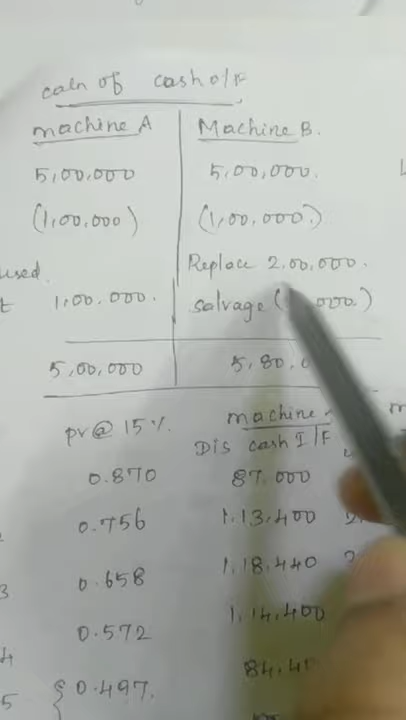 caln of cash o/F
machine A Machine B.
5,00,000 5,00,000.
(1,00,000) (1,00,000.)
used. Replace 2,00,000.
1,00,000. salvage
5,00,000 5,80,
pv@ 15%. machine
Dis cash I/F
0.870 87,000
0.756 1,13,400
3 0.658 1,18,440
4 0.572 1,14,400
5 { 0.497,